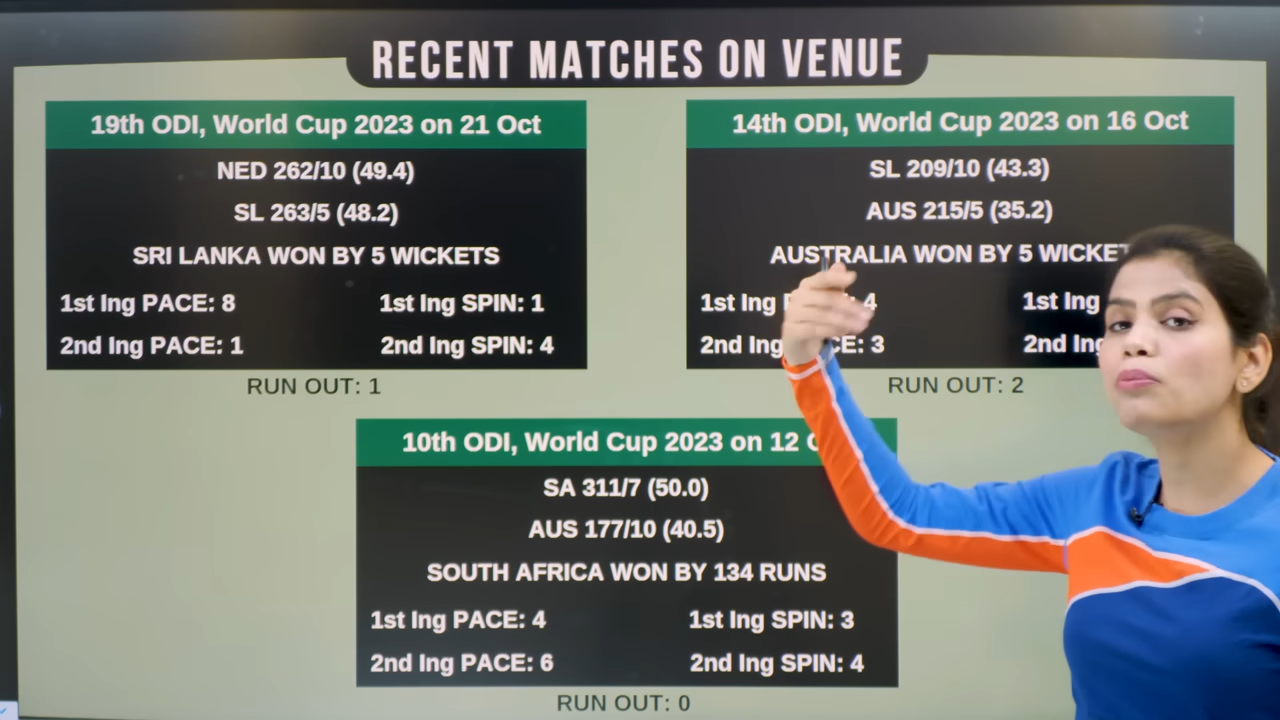 RECENT MATCHES ON VENUE
19th ODI, World Cup 2023 on 21 Oct
NED 262/10 (49.4)
SL 263/5 (48.2)
SRI LANKA WON BY 5 WICKETS
1st Ing PACE: 8
1st Ing SPIN: 1
2nd Ing PACE: 1
2nd Ing SPIN: 4
RUN OUT: 1
14th ODI, World Cup 2023 on 16 Oct
SL 209/10 (43.3)
AUS 215/5 (35.2)
AUSTRALIA WON BY 5
1st Ing 4
1st Ing
2nd Ing 3
2nd
RUN OUT: 2
10th ODI, World Cup 2023 on 12
SA 311/7 (50.0)
AUS 177/10 (40.5)
SOUTH AFRICA WON BY 134 RUNS
1st Ing PACE: 4
1st Ing SPIN: 3
2nd Ing PACE: 6
2nd Ing SPIN: 4
RUN OUT: 0